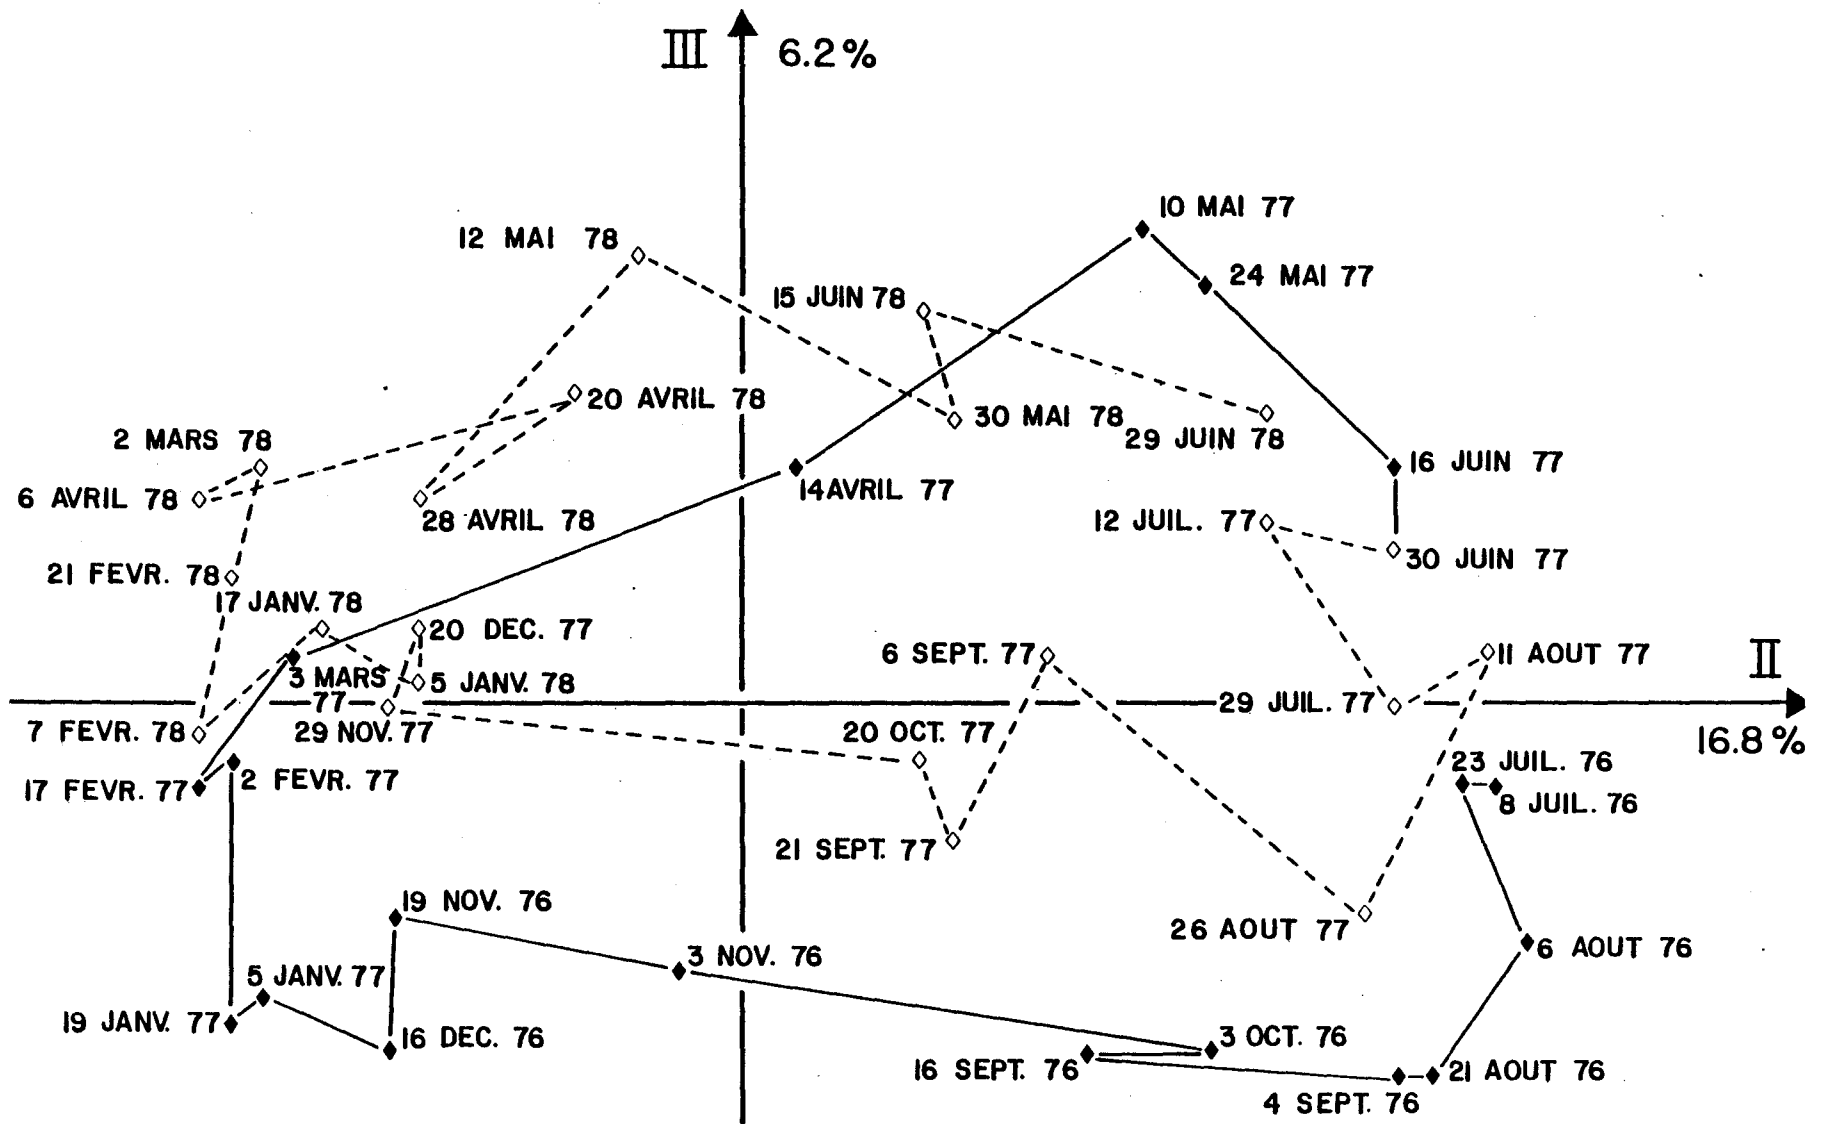 III 6.2%
10 MAI 77
12 MAI 78
24 MAI 77
15 JUIN 78
20 AVRIL 78
30 MAI 78
29 JUIN 78
2 MARS 78
16 JUIN 77
6 AVRIL 78
14 AVRIL 77
28 AVRIL 78
12 JUIL. 77
30 JUIN 77
21 FEVR. 78
17 JANV. 78
20 DEC. 77
6 SEPT. 77
11 AOUT 77
II
3 MARS
77
5 JANV. 78
29 JUIL. 77
7 FEVR. 78
29 NOV. 77
20 OCT. 77
16.8%
23 JUIL. 76
2 FEVR. 77
17 FEVR. 77
8 JUIL. 76
21 SEPT. 77
19 NOV. 76
26 AOUT 77
3 NOV. 76
6 AOUT 76
5 JANV. 77
19 JANV. 77
16 DEC. 76
3 OCT. 76
16 SEPT. 76
21 AOUT 76
4 SEPT. 76